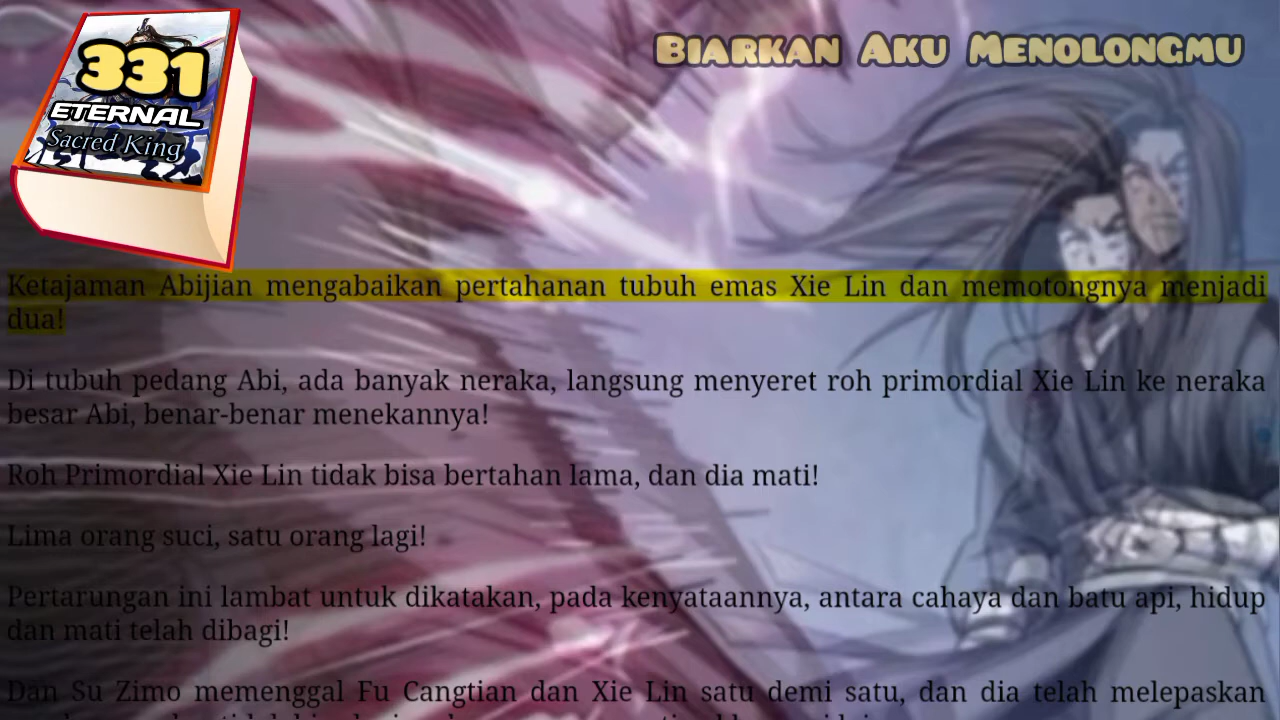 331
ETERNAL
Sacred King
Biarkan Aku Menolongmu
Ketajaman Abijian mengabaikan pertahanan tubuh emas Xie Lin dan memotongnya menjadi
dua!
Di tubuh pedang Abi, ada banyak neraka, langsung menyeret roh primordial Xie Lin ke neraka
besar Abi, benar-benar menekannya!
Roh Primordial Xie Lin tidak bisa bertahan lama, dan dia mati!
Lima orang suci, satu orang lagi!
Pertarungan ini lambat untuk dikatakan, pada kenyataannya, antara cahaya dan batu api, hidup
dan mati telah dibagi!
Dan Su Zimo memenggal Fu Cangtian dan Xie Lin satu demi satu, dan dia telah melepaskan